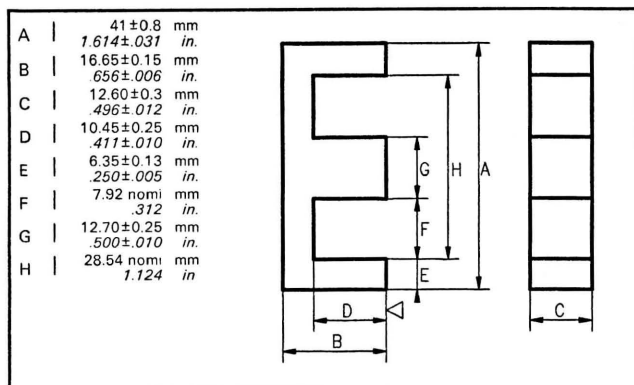 A | 41±0.8 mm
1.614±.031 in.
B | 16.65±0.15 mm
.656±.006 in.
C | 12.60±0.3 mm
.496±.012 in.
D | 10.45±0.25 mm
.411±.010 in.
E | 6.35±0.13 mm
.250±.005 in.
F | 7.92 nomi mm
.312 in.
G | 12.70±0.25 mm
.500±.010 in.
H | 28.54 nomi mm
1.124 in
G
H
A
F
E
D
C
B